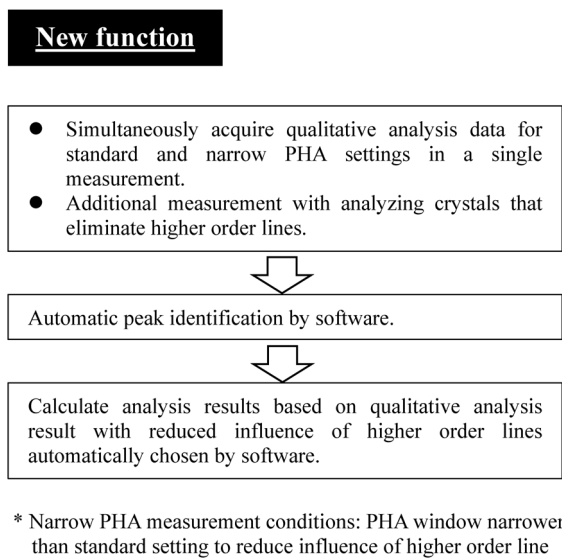 New function
● Simultaneously acquire qualitative analysis data for
standard and narrow PHA settings in a single
measurement.
● Additional measurement with analyzing crystals that
eliminate higher order lines.
Automatic peak identification by software.
Calculate analysis results based on qualitative analysis
result with reduced influence of higher order lines
automatically chosen by software.
* Narrow PHA measurement conditions: PHA window narrower
than standard setting to reduce influence of higher order line